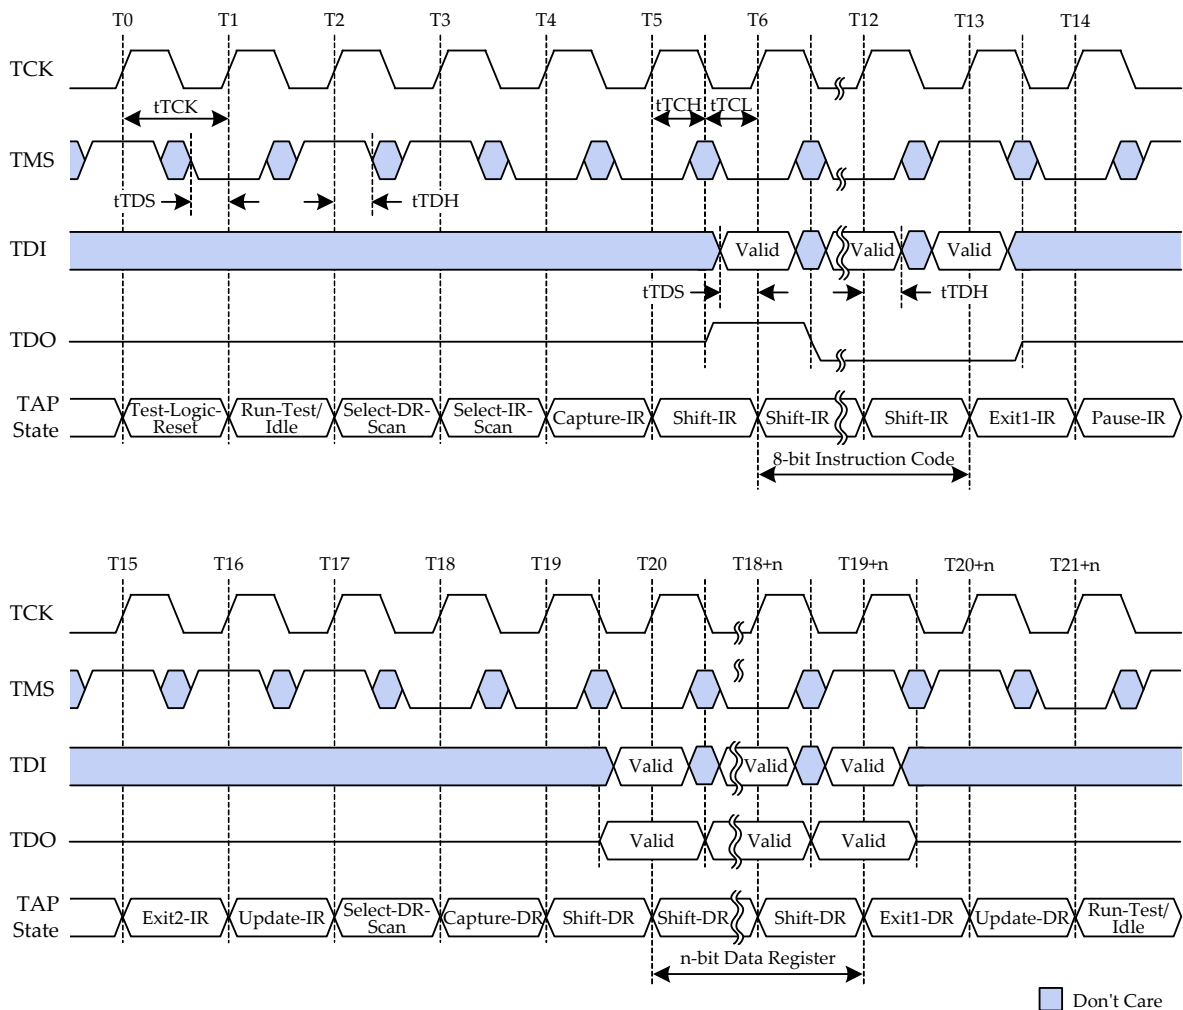 T0 T1 T2 T3 T4 T5 T6 T12 T13 T14
TCK
tTCK tTCH tTCL
TMS
tTDS tTDH
TDI Valid Valid Valid
tTDS tTDH
TDO
TAP State
Test-Logic-Reset Run-Test/Idle Select-DR-Scan Select-IR-Scan Capture-IR Shift-IR Shift-IR Shift-IR Exit1-IR Pause-IR
8-bit Instruction Code
T15 T16 T17 T18 T19 T20 T18+n T19+n T20+n T21+n
TCK
TMS
TDI Valid Valid Valid
TDO Valid Valid Valid
TAP State
Exit2-IR Update-IR Select-DR-Scan Capture-DR Shift-DR Shift-DR Shift-DR Exit1-DR Update-DR Run-Test/Idle
n-bit Data Register
Don't Care